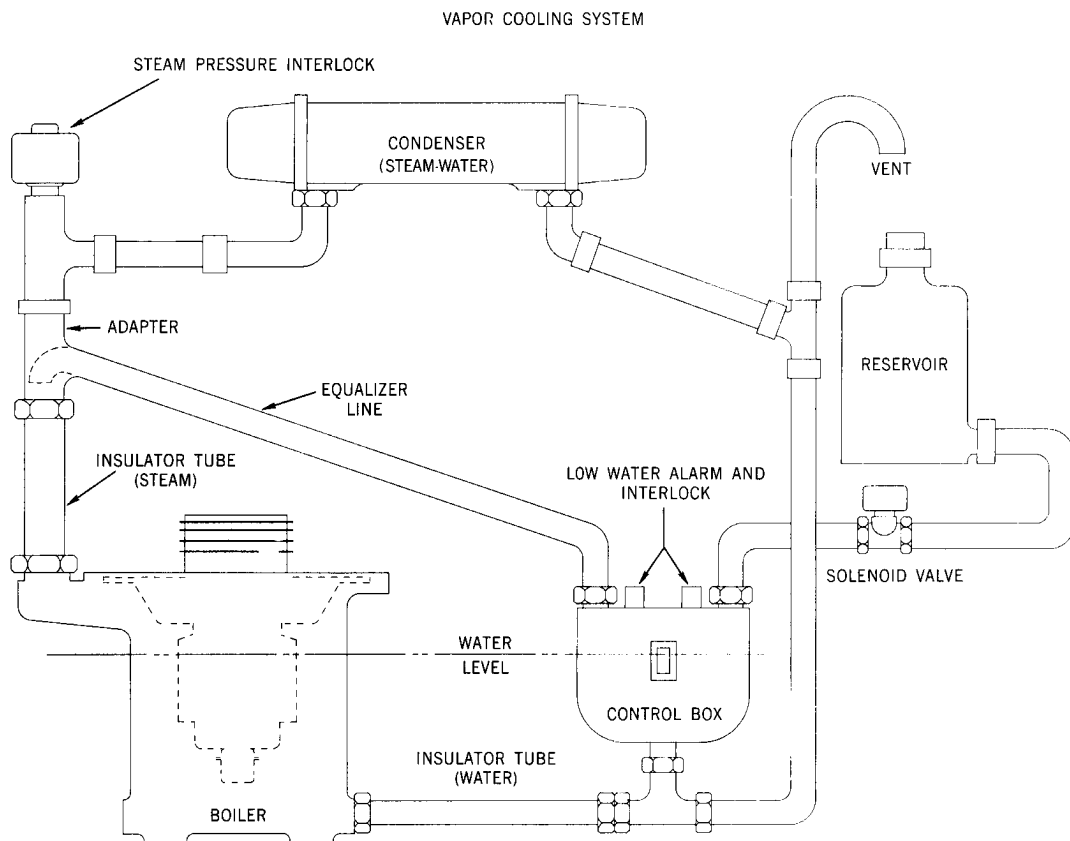 VAPOR COOLING SYSTEM
STEAM PRESSURE INTERLOCK
CONDENSER
(STEAM-WATER)
VENT
ADAPTER
RESERVOIR
EQUALIZER
LINE
INSULATOR TUBE
(STEAM)
LOW WATER ALARM AND
INTERLOCK
SOLENOID VALVE
WATER
LEVEL
CONTROL BOX
INSULATOR TUBE
(WATER)
BOILER